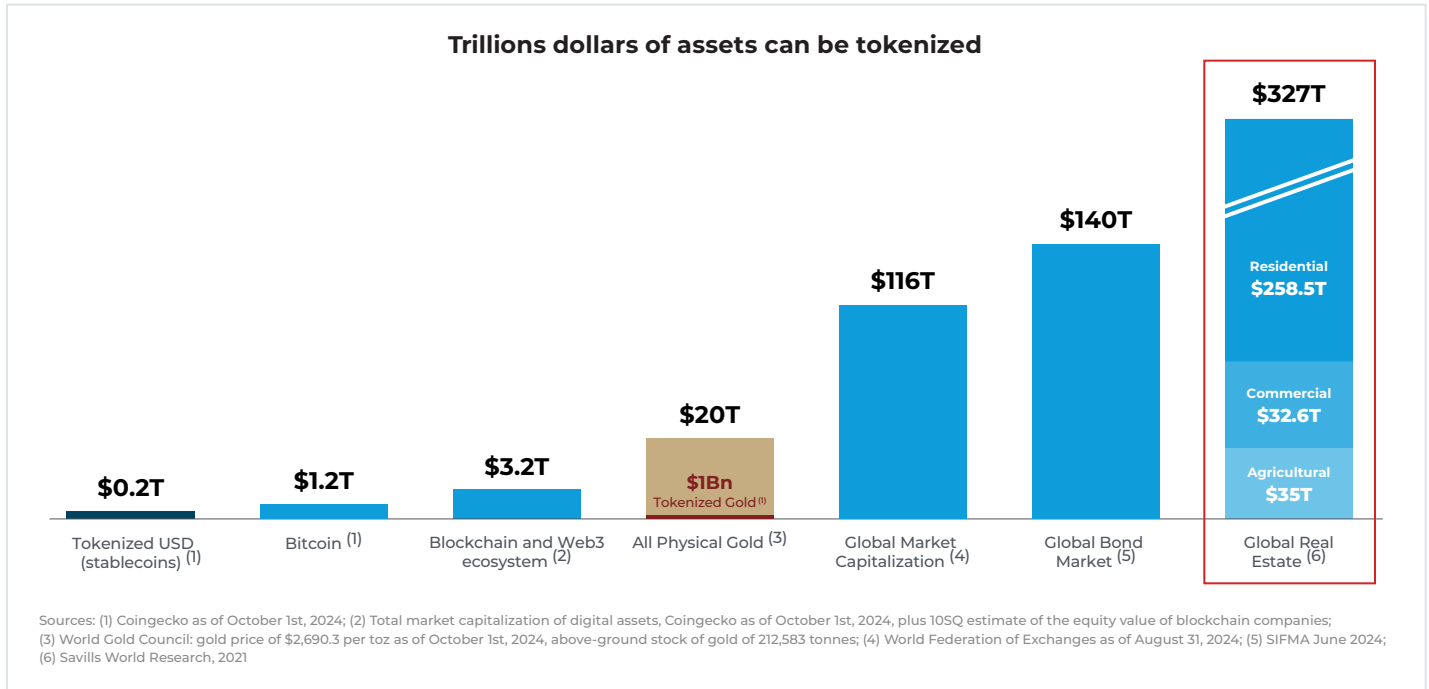 Trillions dollars of assets can be tokenized
$327T
$140T
$116T
$20T
$3.2T
$1.2T
$0.2T
Residential
$258.5T
Commercial
$32.6T
Agricultural
$35T
$1Bn
Tokenized Gold (1)
Tokenized USD
(stablecoins) (1)
Bitcoin (1)
Blockchain and Web3
ecosystem (2)
All Physical Gold (3)
Global Market
Capitalization (4)
Global Bond
Market (5)
Global Real
Estate (6)
Sources: (1) Coingecko as of October 1st, 2024; (2) Total market capitalization of digital assets, Coingecko as of October 1st, 2024, plus 10SQ estimate of the equity value of blockchain companies;
(3) World Gold Council: gold price of $2,690.3 per toz as of October 1st, 2024, above-ground stock of gold of 212,583 tonnes; (4) World Federation of Exchanges as of August 31, 2024; (5) SIFMA June 2024;
(6) Savills World Research, 2021